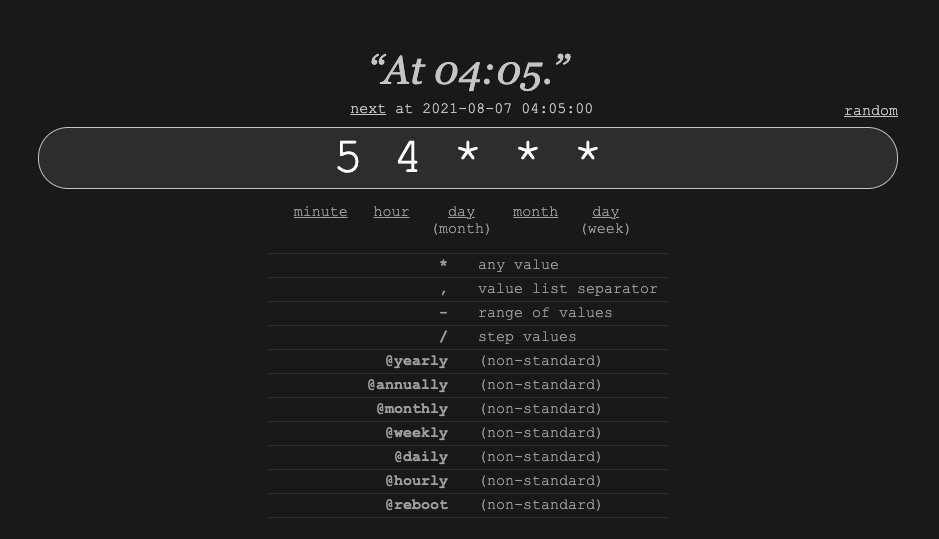 “At 04:05.”
next at 2021-08-07 04:05:00
random
5 4 * * *
minute hour day month day
(month) (week)
* any value
, value list separator
- range of values
/ step values
@yearly (non-standard)
@annually (non-standard)
@monthly (non-standard)
@weekly (non-standard)
@daily (non-standard)
@hourly (non-standard)
@reboot (non-standard)